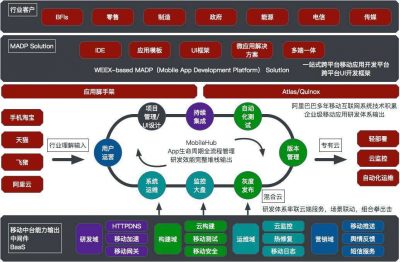 行业客户
BFIs
零售
制造
政府
能源
电信
传媒
MADP Solution
IDE
应用模板
UI框架
微应用解决方案
多端一体
WEEX-based MADP（Mobile App Development Platform） Solution
一站式跨平台移动应用开发平台
跨平台UI开发框架
应用脚手架
Atlas/Quinox
手机淘宝
天猫
飞猪
阿里云
行业理解输入
用户运营
项目管理/UI设计
持续集成
自动化测试
版本管理
灰度发布
监控大盘
系统运维
MobileHub
App生命周期全流程管理
研发效能完整栈输出
阿里巴巴多年移动互联网系统技术积累
企业级移动应用研发体系输出
专有云
混合云
轻部署
云监控
自动化运维
研发体系串联云端服务，场景联动，组合拳出击
移动中台能力输出
中间件
BaaS
研发域
HTTPDNS
移动加速
移动网关
构建域
云构建
移动测试
移动安全
运维域
云监控
热修复
移动日志
营销域
移动推送
舆情反馈
短信服务